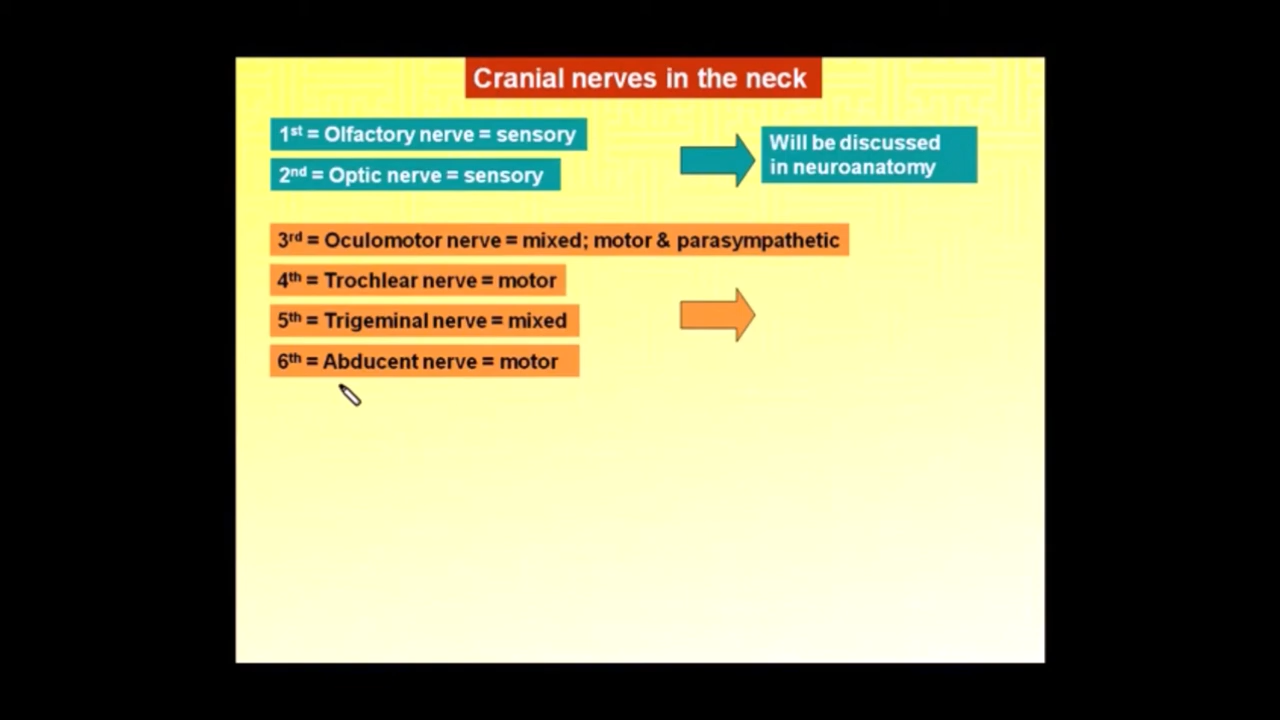 Cranial nerves in the neck
1st = Olfactory nerve = sensory
2nd = Optic nerve = sensory
Will be discussed
in neuroanatomy
3rd = Oculomotor nerve = mixed; motor & parasympathetic
4th = Trochlear nerve = motor
5th = Trigeminal nerve = mixed
6th = Abducent nerve = motor